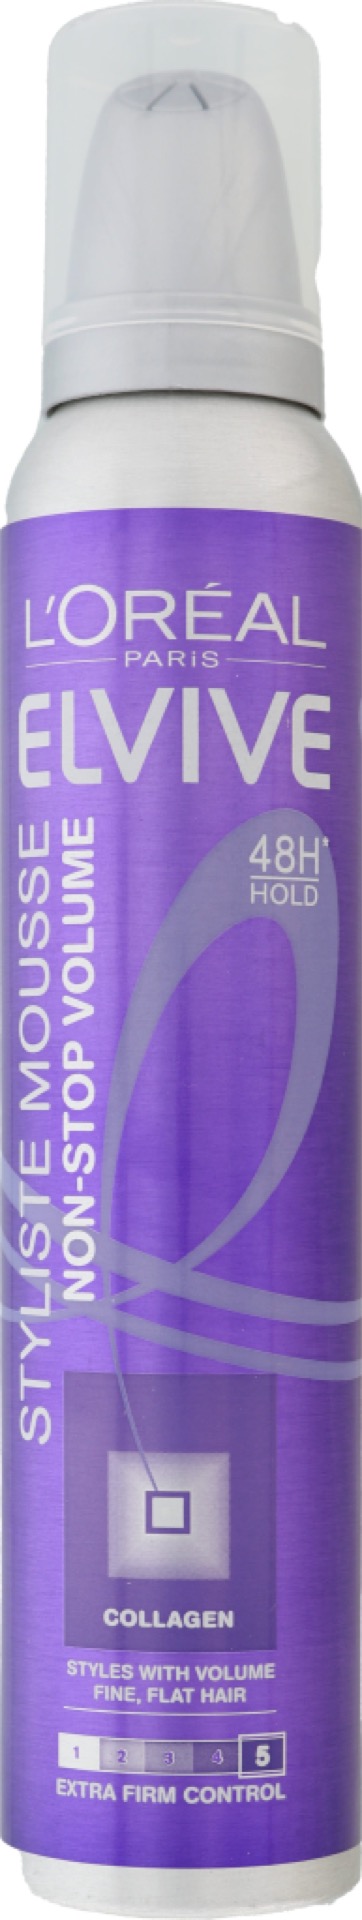 L'ORÉAL
PARiS
ELVIVE
48H*
HOLD
STYLISTE MOUSSE
NON-STOP VOLUME
COLLAGEN
STYLES WITH VOLUME
FINE, FLAT HAIR
1 2 3 4 5
EXTRA FIRM CONTROL